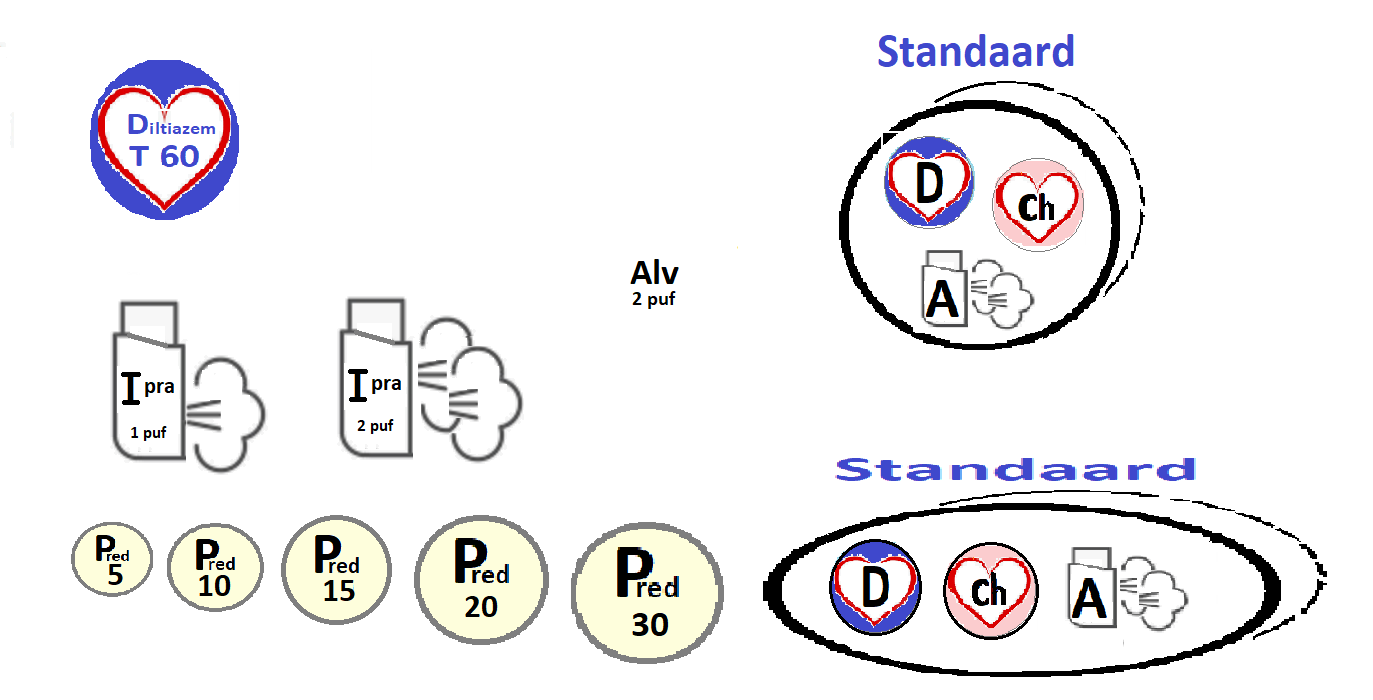 Standaard
Diltiazem
T 60
D
Ch
A
Alv
2 puf
Ipra
1 puf
Ipra
2 puf
Standaard
Pred
5
Pred
10
Pred
15
Pred
20
Pred
30
D
Ch
A